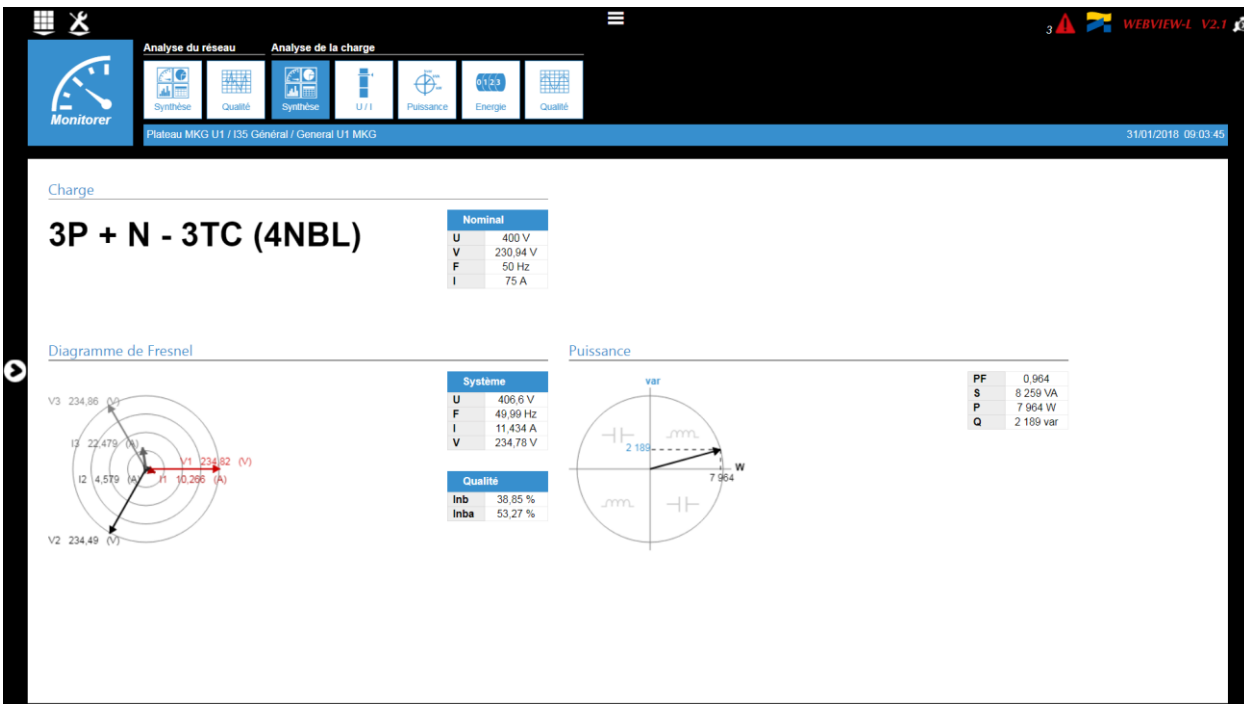 3 WEBVIEW-L V2.1
Analyse du réseau Analyse de la charge
Synthèse Qualité Synthèse U / I Puissance Energie Qualité
0123
Monitorer
Plateau MKG U1 / I35 Général / General U1 MKG 31/01/2018 09:03:45
Charge
3P + N - 3TC (4NBL)
Nominal
U 400 V
V 230,94 V
F 50 Hz
I 75 A
Diagramme de Fresnel
V3 234,86 (V)
I3 22,479 (A)
V1 234,82 (V)
I2 4,579 (A)
I1 10,266 (A)
V2 234,49 (V)
Système
U 406,6 V
F 49,99 Hz
I 11,434 A
V 234,78 V
Qualité
Inb 38,85 %
Inba 53,27 %
Puissance
var
2 189
W
7 964
PF 0,964
S 8 259 VA
P 7 964 W
Q 2 189 var